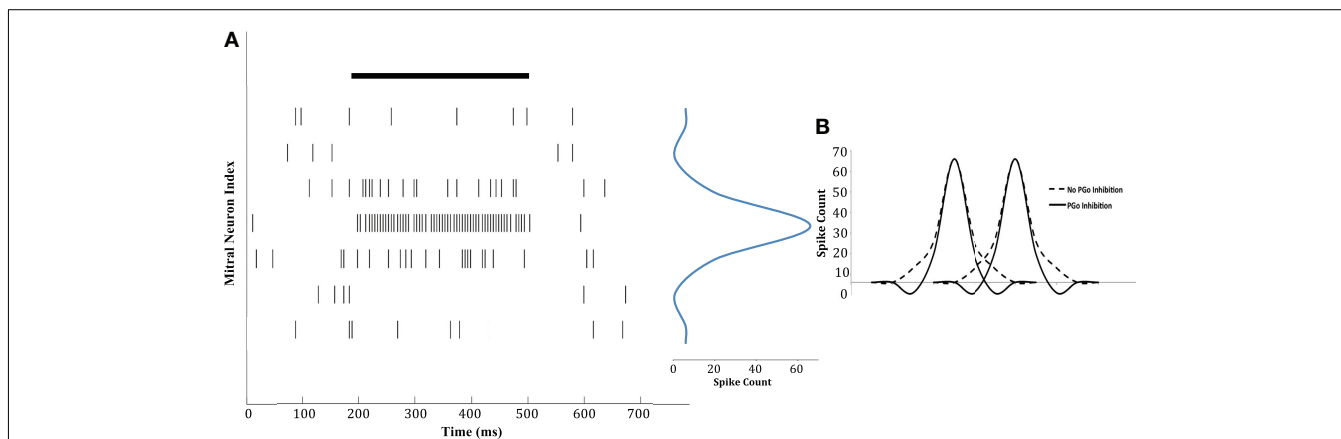 A
Mitral Neuron Index
0 100 200 300 400 500 600 700
Time (ms)
0 20 40 60
Spike Count
B
70
60
50
40
30
20
10
0
Spike Count
No PGo Inhibition
PGo Inhibition